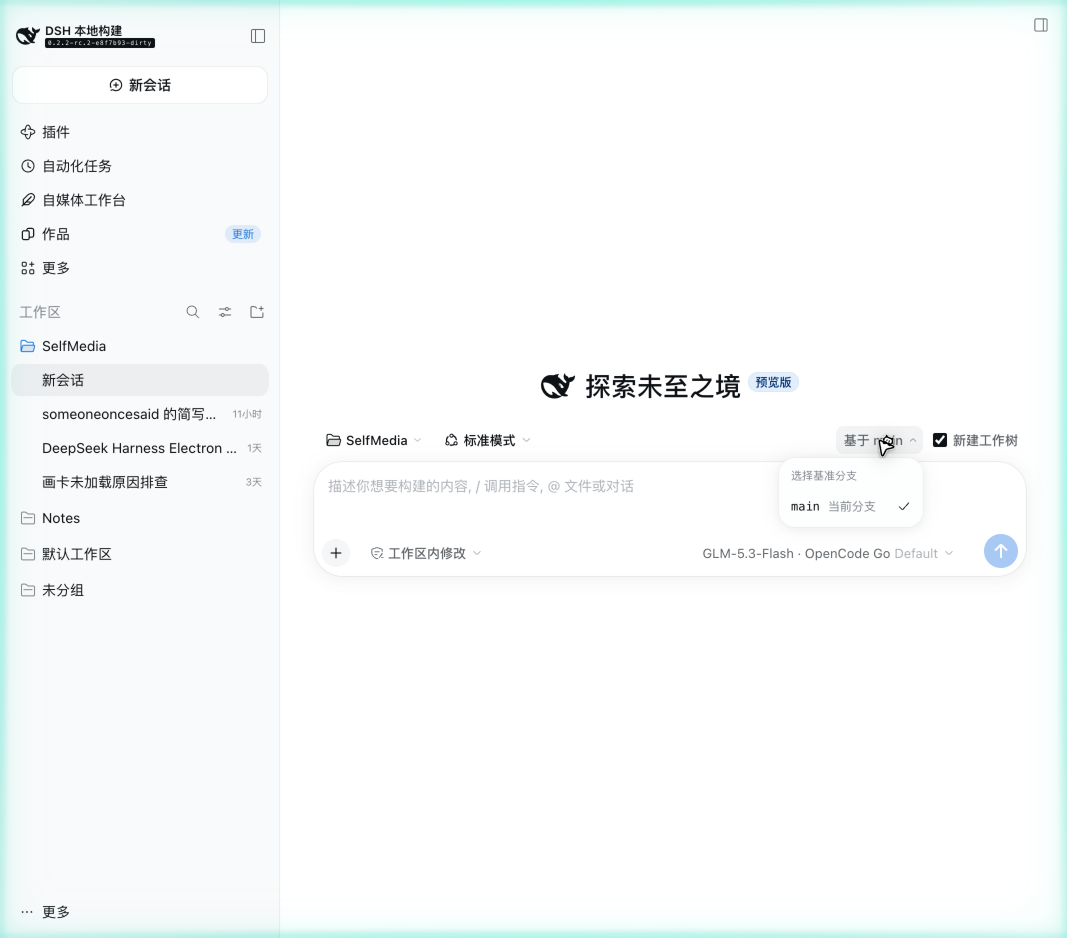 DSH 本地构建
0.2.2-rc.2-e8f7b93-dirty
新会话
插件
自动化任务
自媒体工作台
作品 更新
更多
工作区
SelfMedia
新会话
someoneoncesaid 的简写... 11小时
DeepSeek Harness Electron ... 1天
画卡未加载原因排查 3天
Notes
默认工作区
未分组
更多
探索未至之境 预览版
SelfMedia 标准模式 基于 main 新建工作树
描述你想要构建的内容, / 调用指令, @ 文件或对话
选择基准分支
main 当前分支
工作区内修改 GLM-5.3-Flash · OpenCode Go Default